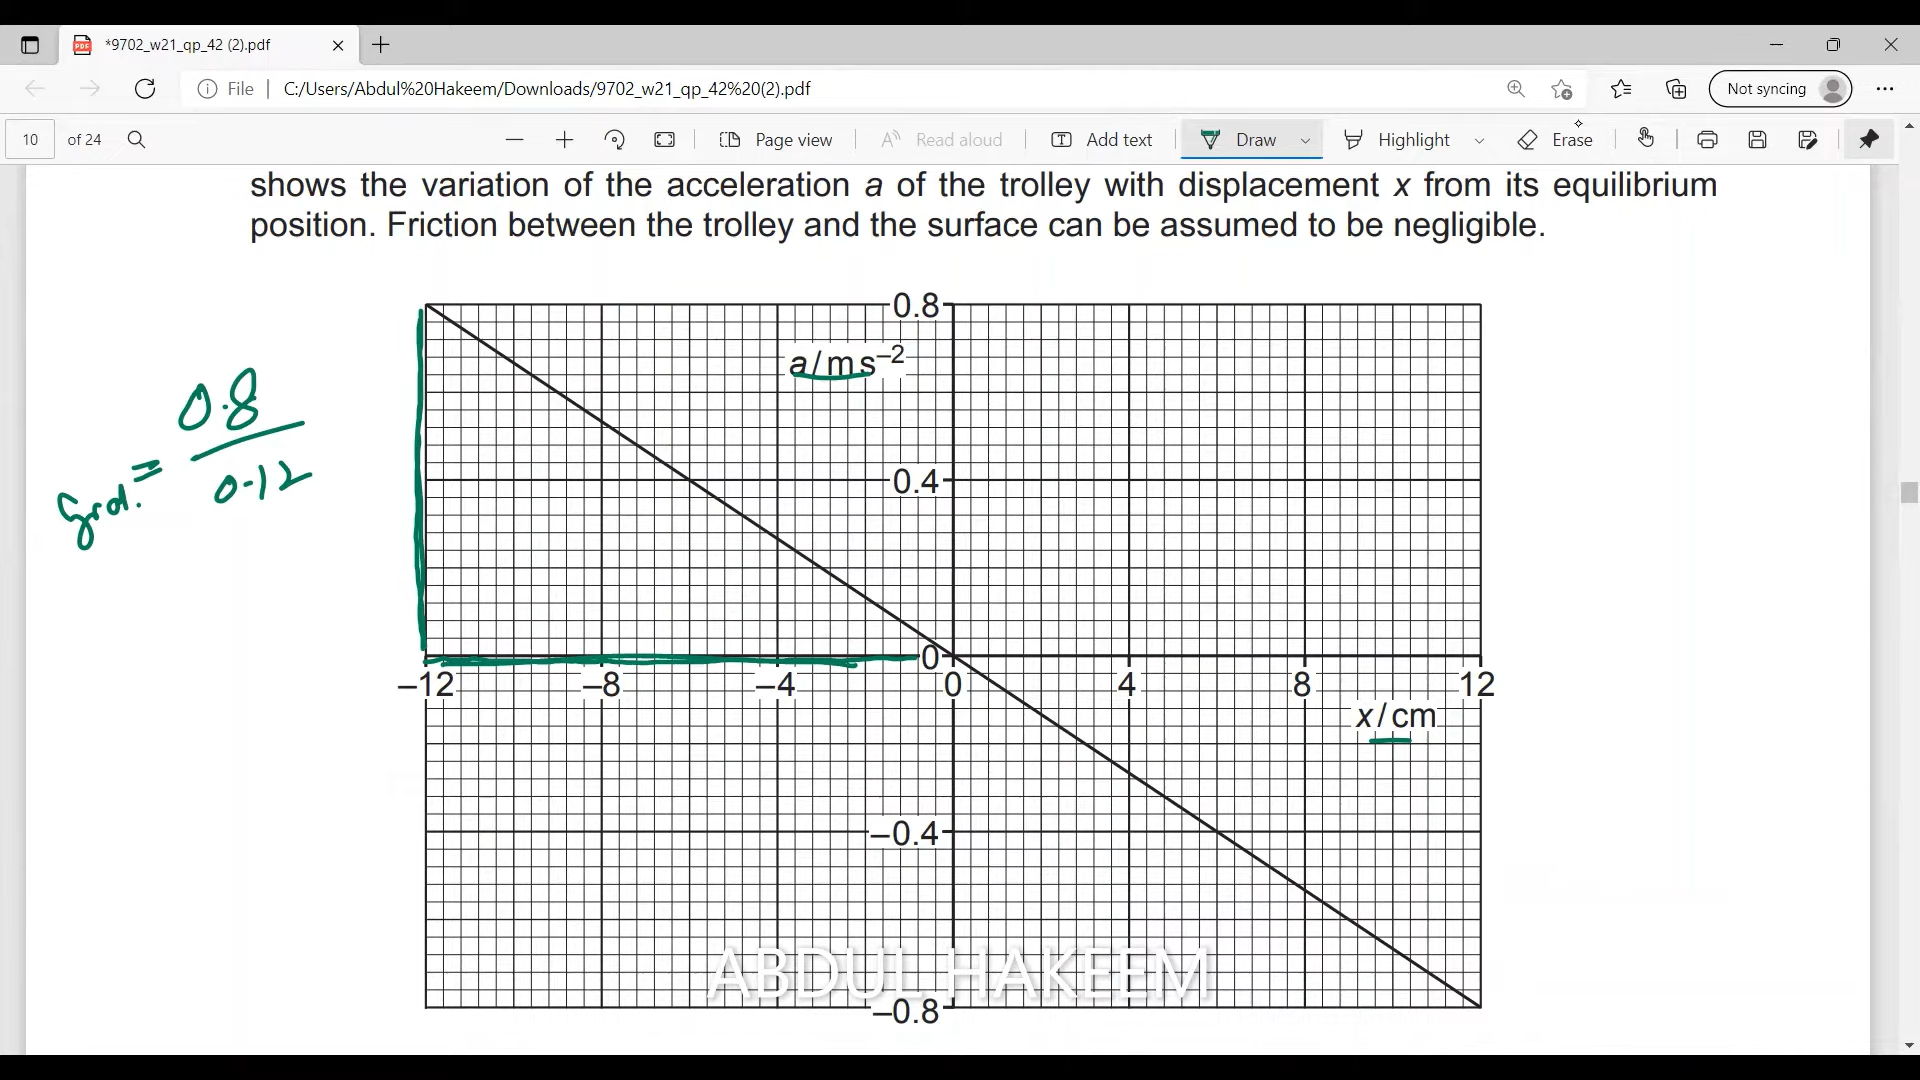 *9702_w21_qp_42 (2).pdf
File | C:/Users/Abdul%20Hakeem/Downloads/9702_w21_qp_42%20(2).pdf
Not syncing
10 of 24
Page view
Read aloud
Add text
Draw
Highlight
Erase
shows the variation of the acceleration a of the trolley with displacement x from its equilibrium
position. Friction between the trolley and the surface can be assumed to be negligible.
0.8
a/ms⁻²
Grad. = 0.8
0.12
0.4
0
–12 –8 –4 0 4 8 12
x/cm
–0.4
ABDUL HAKEEM
–0.8